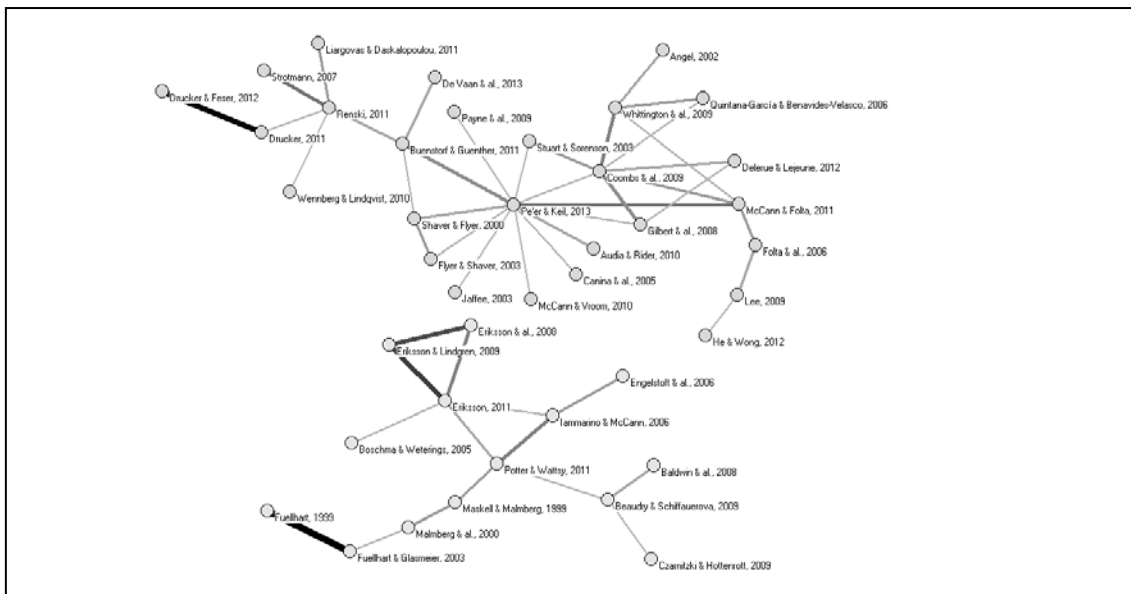 Liargovas & Daskalopoulou, 2011
Angel, 2002
Strotmann, 2007
De Vaan & al., 2013
Drucker & Feser, 2012
Quintana-García & Benavides-Velasco, 2006
Renski, 2011
Whittington & al., 2009
Payne & al., 2009
Drucker, 2011
Buenstorf & Guenther, 2011
Stuart & Sorenson, 2003
Delerue & Lejeune, 2012
Coombs & al., 2009
Wennberg & Lindqvist, 2010
Pe'er & Keil, 2013
McCann & Folta, 2011
Shaver & Flyer, 2000
Gilbert & al., 2008
Audia & Rider, 2010
Folta & al., 2006
Flyer & Shaver, 2003
Canina & al., 2005
Jaffee, 2003
McCann & Vroom, 2010
Lee, 2009
Eriksson & al., 2008
He & Wong, 2012
Eriksson & Lindgren, 2009
Engelstoft & al., 2006
Eriksson, 2011
Iammarino & McCann, 2006
Boschma & Weterings, 2005
Potter & Wattsy, 2011
Baldwin & al., 2008
Maskell & Malmberg, 1999
Beaudy & Schiffauerova, 2009
Fuellhart, 1999
Malmberg & al., 2000
Fuellhart & Glasmeier, 2003
Czarnitzki & Hottenrott, 2009